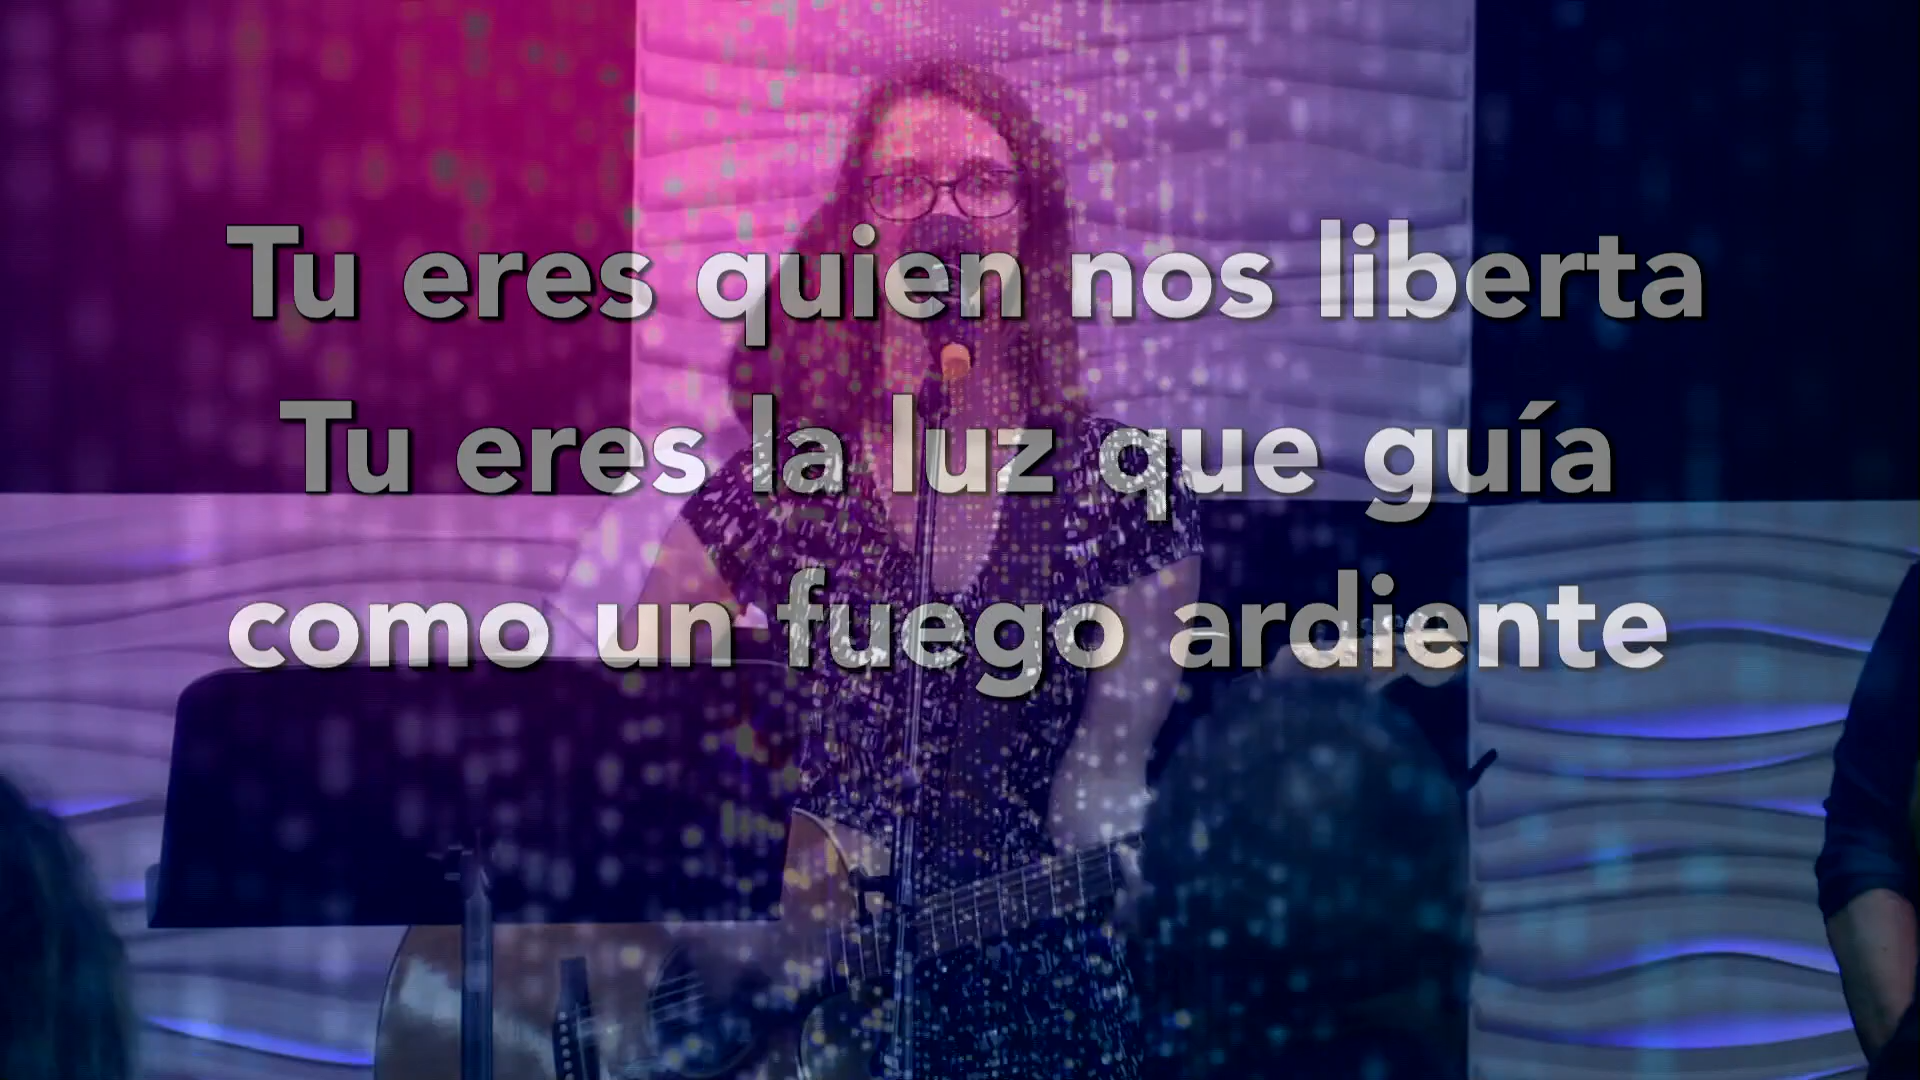 Tu eres quien nos liberta
Tu eres la luz que guía
como un fuego ardiente